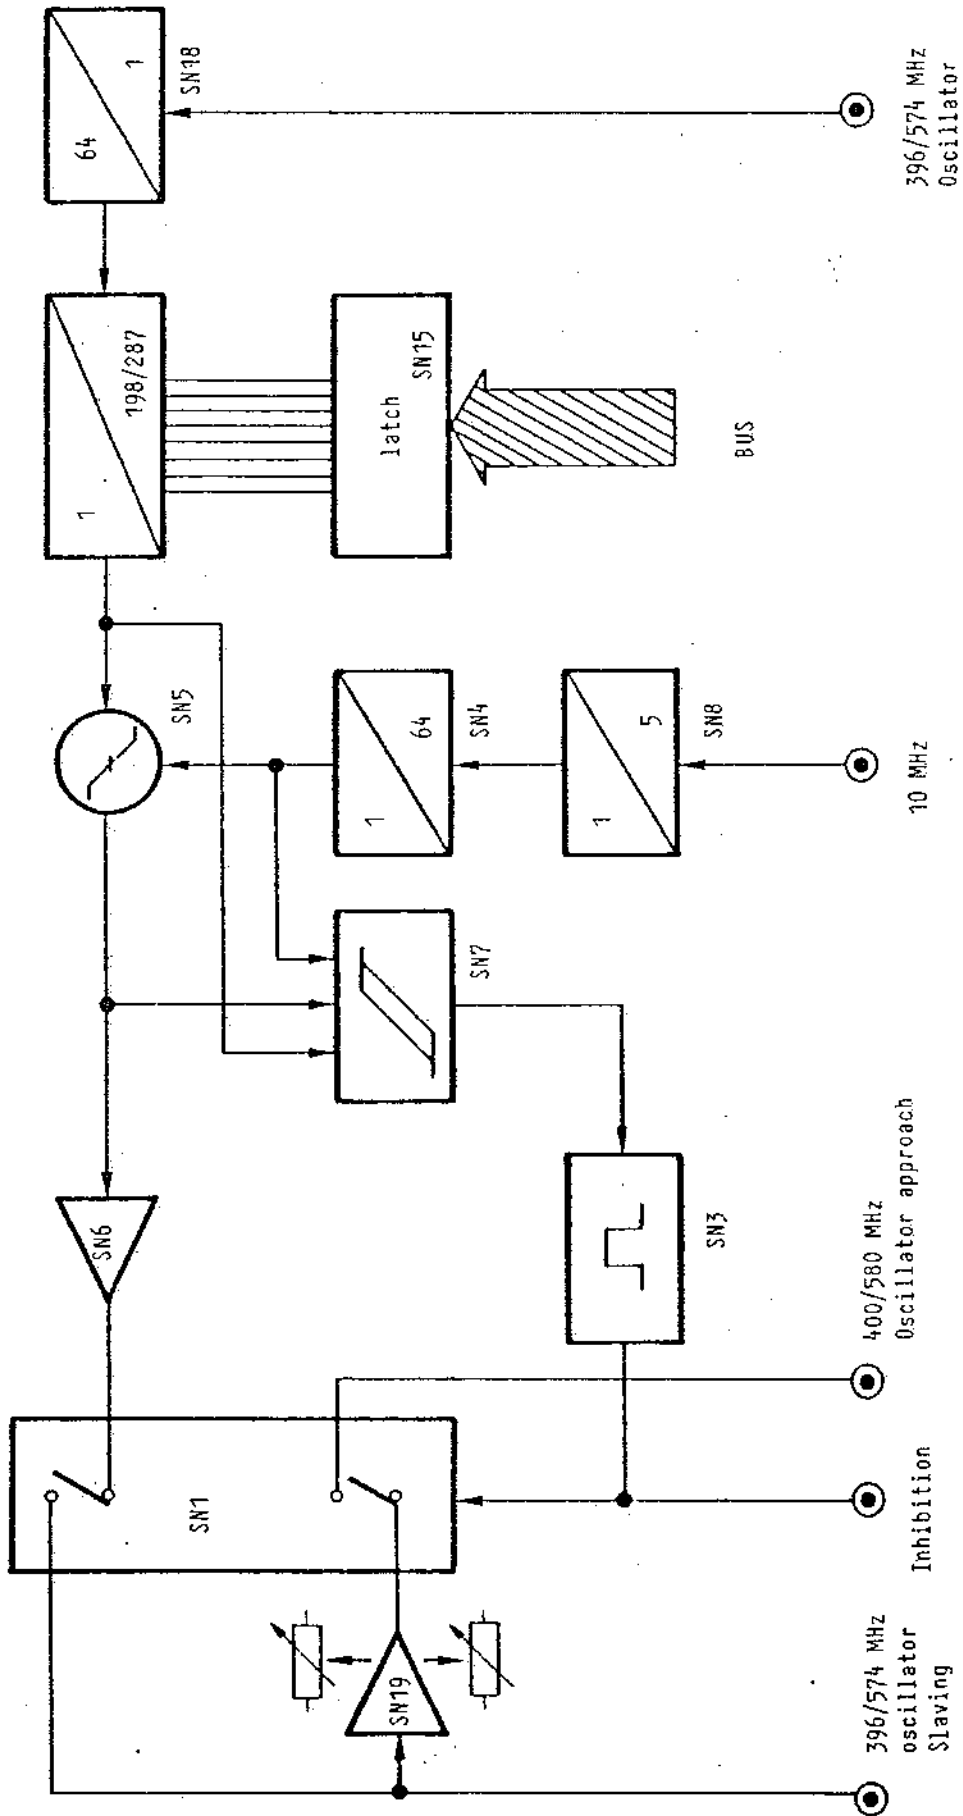 64
1
SN18
396/574 MHz
Oscillator
1
198/287
latch
SN15
BUS
SN5
1
64
SN4
1
5
SN8
10 MHz
SN7
SN6
SN3
400/580 MHz
Oscillator approach
SN1
Inhibition
SN19
396/574 MHz
oscillator
Slaving